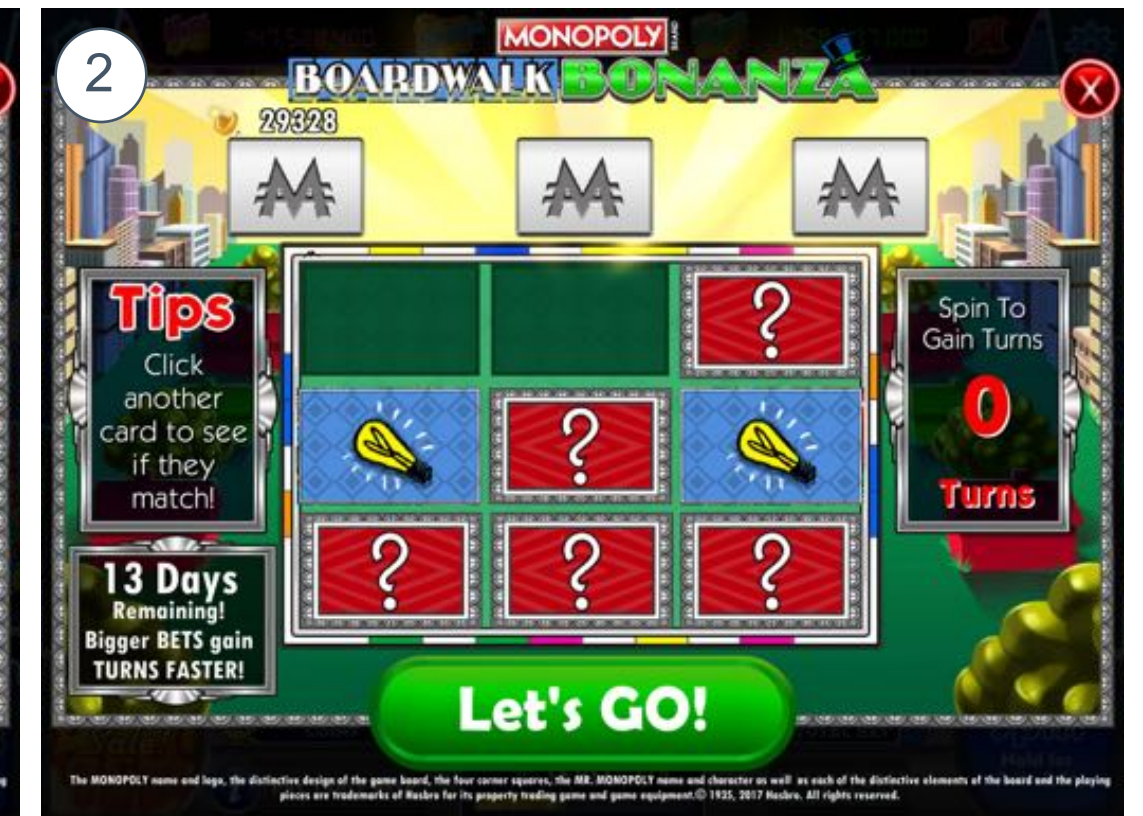 2
MONOPOLY
BOARDWALK BONANZA
X
29328
Tips
Click
another
card to see
if they
match!
?
?
?
?
?
Spin To
Gain Turns
0
Turns
13 Days
Remaining!
Bigger BETS gain
TURNS FASTER!
Let's GO!
The MONOPOLY name and logo, the distinctive design of the game board, the four corner squares, the MR. MONOPOLY name and character as well as each of the distinctive elements of the board and the playing
pieces are trademarks of Hasbro for its property trading game and game equipment.© 1935, 2017 Hasbro. All rights reserved.